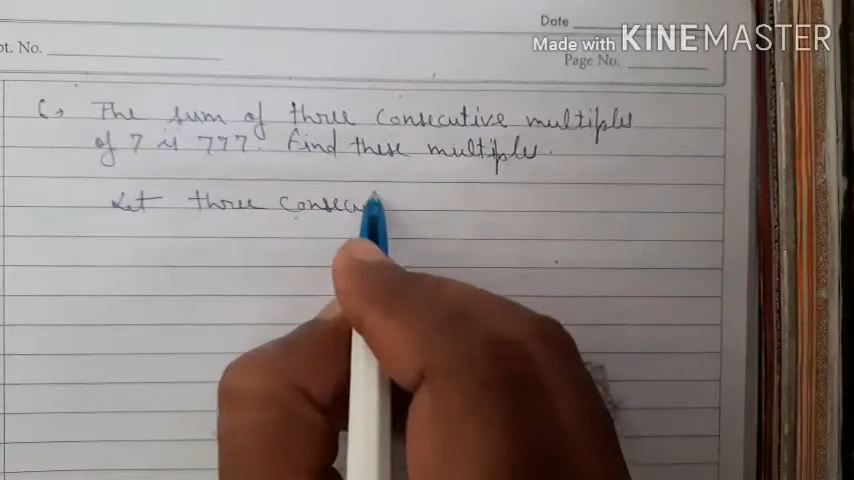 Date
Made with KINEMASTER
pt. No.
Page No.
The sum of three consecutive multiples
of 7 is 777. Find these multiples.
Let three consecu